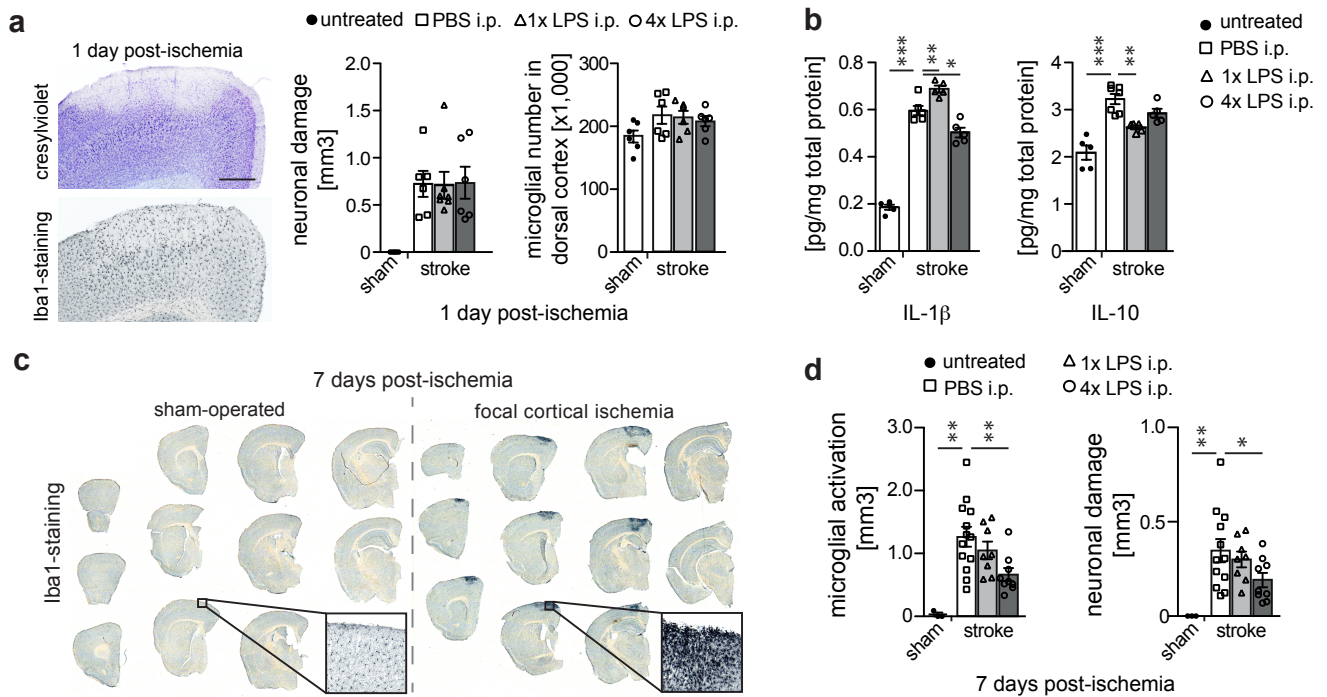 a
● untreated □ PBS i.p. △ 1x LPS i.p. ○ 4x LPS i.p.
1 day post-ischemia
cresylviolet
Iba1-staining
neuronal damage
[mm3]
2.0
1.5
1.0
0.5
0
sham
stroke
microglial number in
dorsal cortex [x1,000]
300
200
100
0
sham
stroke
1 day post-ischemia
b
● untreated
□ PBS i.p.
△ 1x LPS i.p.
○ 4x LPS i.p.
[pg/mg total protein]
0.8
0.6
0.4
0.2
0.0
*** ** *
sham
stroke
IL-1β
[pg/mg total protein]
4
3
2
1
0
*** **
sham
stroke
IL-10
c
7 days post-ischemia
sham-operated
focal cortical ischemia
Iba1-staining
d
● untreated △ 1x LPS i.p.
□ PBS i.p. ○ 4x LPS i.p.
microglial activation
[mm3]
3.0
2.0
1.0
0
** **
sham
stroke
neuronal damage
[mm3]
1.0
0.5
0
** *
sham
stroke
7 days post-ischemia